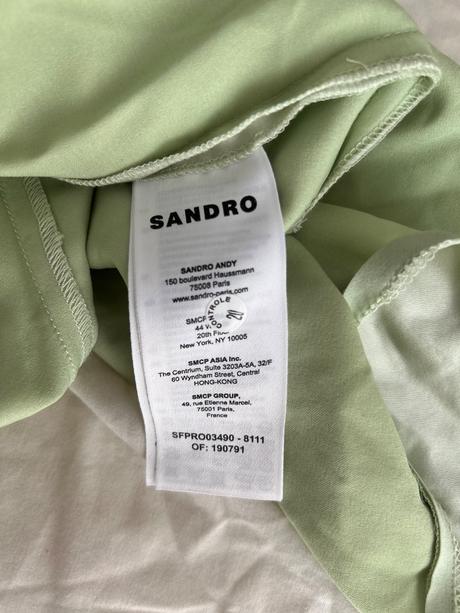 SANDRO
SANDRO ANDY
150 boulevard Haussmann
75008 Paris
www.sandro-paris.com
CONTROLE
20
SMCP
44
20th
New York, NY 10005
SMCP ASIA Inc.
The Centrium, Suite 3203A-5A, 32/F
60 Wyndham Street, Central
HONG-KONG
SMCP GROUP,
49, rue Etienne Marcel,
75001 Paris,
France
SFPRO03490 - 8111
OF: 190791